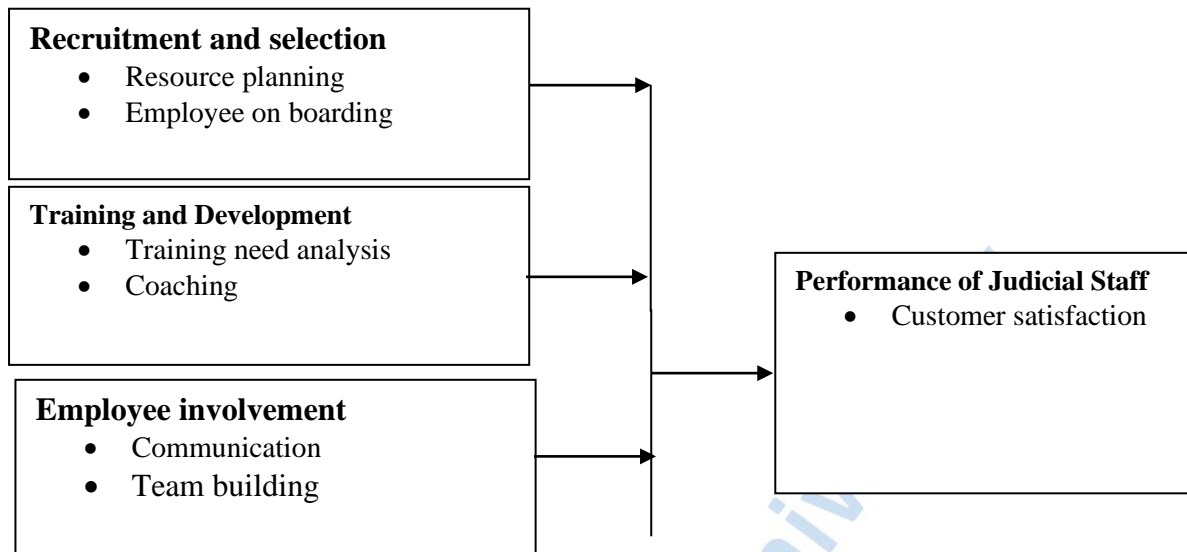 Recruitment and selection
• Resource planning
• Employee on boarding
Training and Development
• Training need analysis
• Coaching
Employee involvement
• Communication
• Team building
Performance of Judicial Staff
• Customer satisfaction